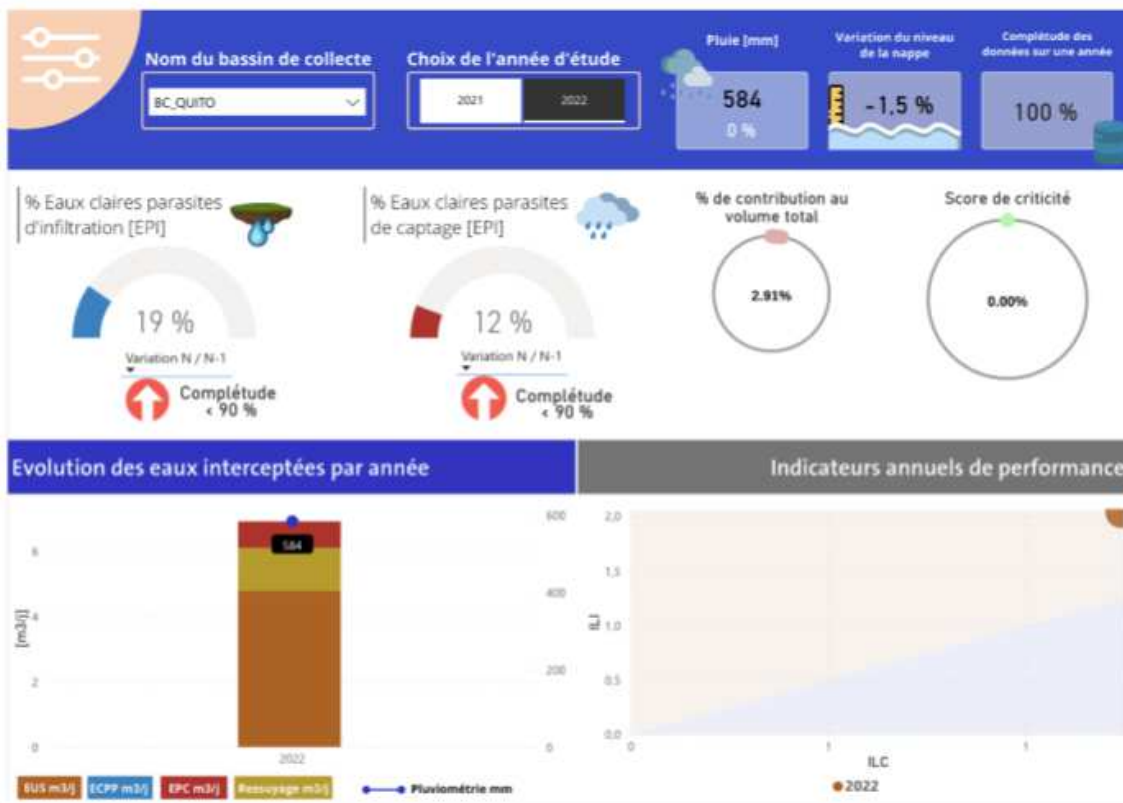 Nom du bassin de collecte
BC_QUITO
Choix de l'année d'étude
2021
2022
Pluie [mm]
584
0 %
Variation du niveau
de la nappe
-1,5 %
Complétude des
données sur une année
100 %
% Eaux claires parasites
d'infiltration [EPI]
19 %
Variation N / N-1
Complétude
< 90 %
% Eaux claires parasites
de captage [EPI]
12 %
Variation N / N-1
Complétude
< 90 %
% de contribution au
volume total
2.91%
Score de criticité
0.00%
Evolution des eaux interceptées par année
[m3/j]
6
4
2
0
600
400
200
0
584
2022
EUS m3/j
ECPP m3/j
EPC m3/j
Ressuyage m3/j
Pluviométrie mm
Indicateurs annuels de performance
ILI
2,0
1,5
1,0
0,5
0,0
0
1
1
ILC
2022